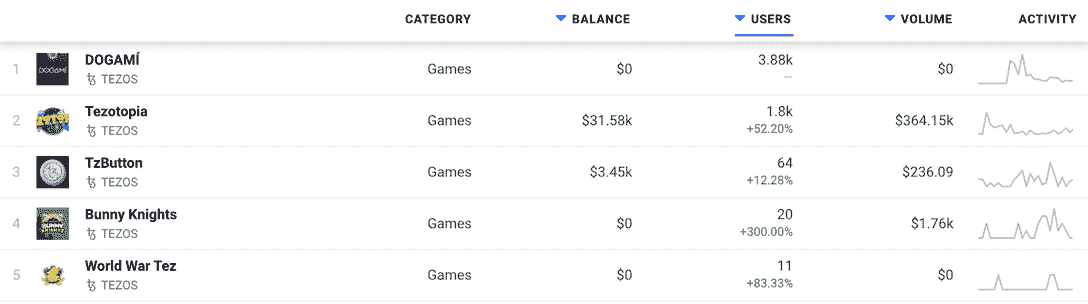 CATEGORY BALANCE USERS VOLUME ACTIVITY
1 DOGAMÍ Games $0 3.88k $0
DOGAMÍ TEZOS —
2 Tezotopia Games $31.58k 1.8k $364.15k
TEZOS +52.20%
3 TzButton Games $3.45k 64 $236.09
TEZOS +12.28%
4 Bunny Knights Games $0 20 $1.76k
BUNNY KNIGHTS TEZOS +300.00%
5 World War Tez Games $0 11 $0
TEZOS +83.33%